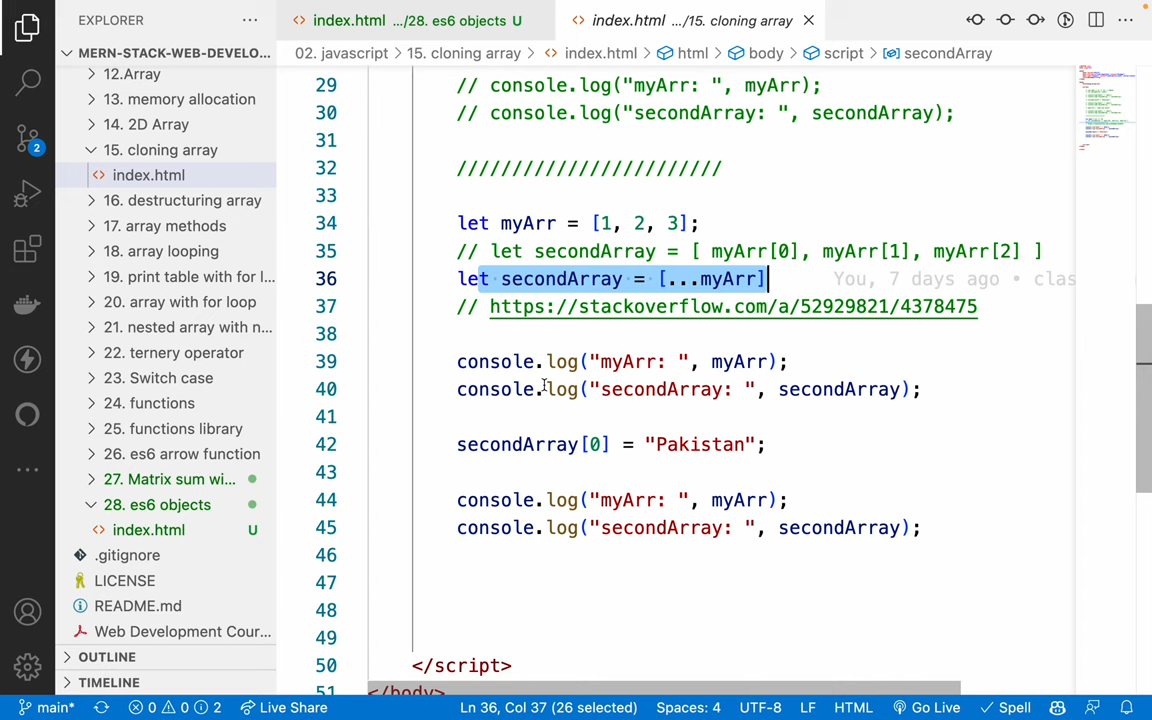 EXPLORER
index.html .../28. es6 objects U
index.html .../15. cloning array
MERN-STACK-WEB-DEVELO...
02. javascript > 15. cloning array > index.html > html > body > script > secondArray
12.Array
13. memory allocation
14. 2D Array
15. cloning array
index.html
16. destructuring array
17. array methods
18. array looping
19. print table with for l...
20. array with for loop
21. nested array with n...
22. ternery operator
23. Switch case
24. functions
25. functions library
26. es6 arrow function
27. Matrix sum wi...
28. es6 objects
index.html U
.gitignore
LICENSE
README.md
Web Development Cour...
OUTLINE
TIMELINE
2
29 // console.log("myArr: ", myArr);
30 // console.log("secondArray: ", secondArray);
31
32 ////////////////////////
33
34 let myArr = [1, 2, 3];
35 // let secondArray = [ myArr[0], myArr[1], myArr[2] ]
36 let secondArray = [...myArr] You, 7 days ago • clas
37 // https://stackoverflow.com/a/52929821/4378475
38
39 console.log("myArr: ", myArr);
40 console.log("secondArray: ", secondArray);
41
42 secondArray[0] = "Pakistan";
43
44 console.log("myArr: ", myArr);
45 console.log("secondArray: ", secondArray);
46
47
48
49
50 </script>
51 </body>
main* 0 0 2 Live Share Ln 36, Col 37 (26 selected) Spaces: 4 UTF-8 LF HTML Go Live Spell